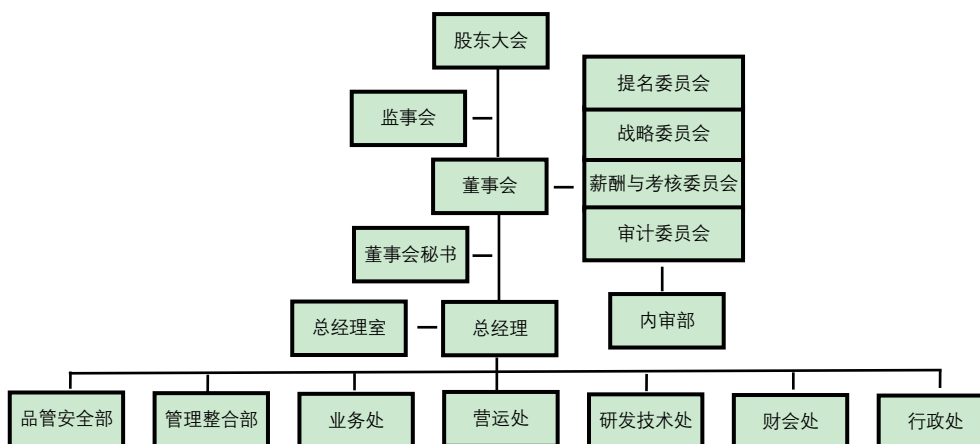 股东大会
提名委员会
监事会
战略委员会
董事会
薪酬与考核委员会
审计委员会
董事会秘书
总经理室
总经理
内审部
品管安全部
管理整合部
业务处
营运处
研发技术处
财会处
行政处